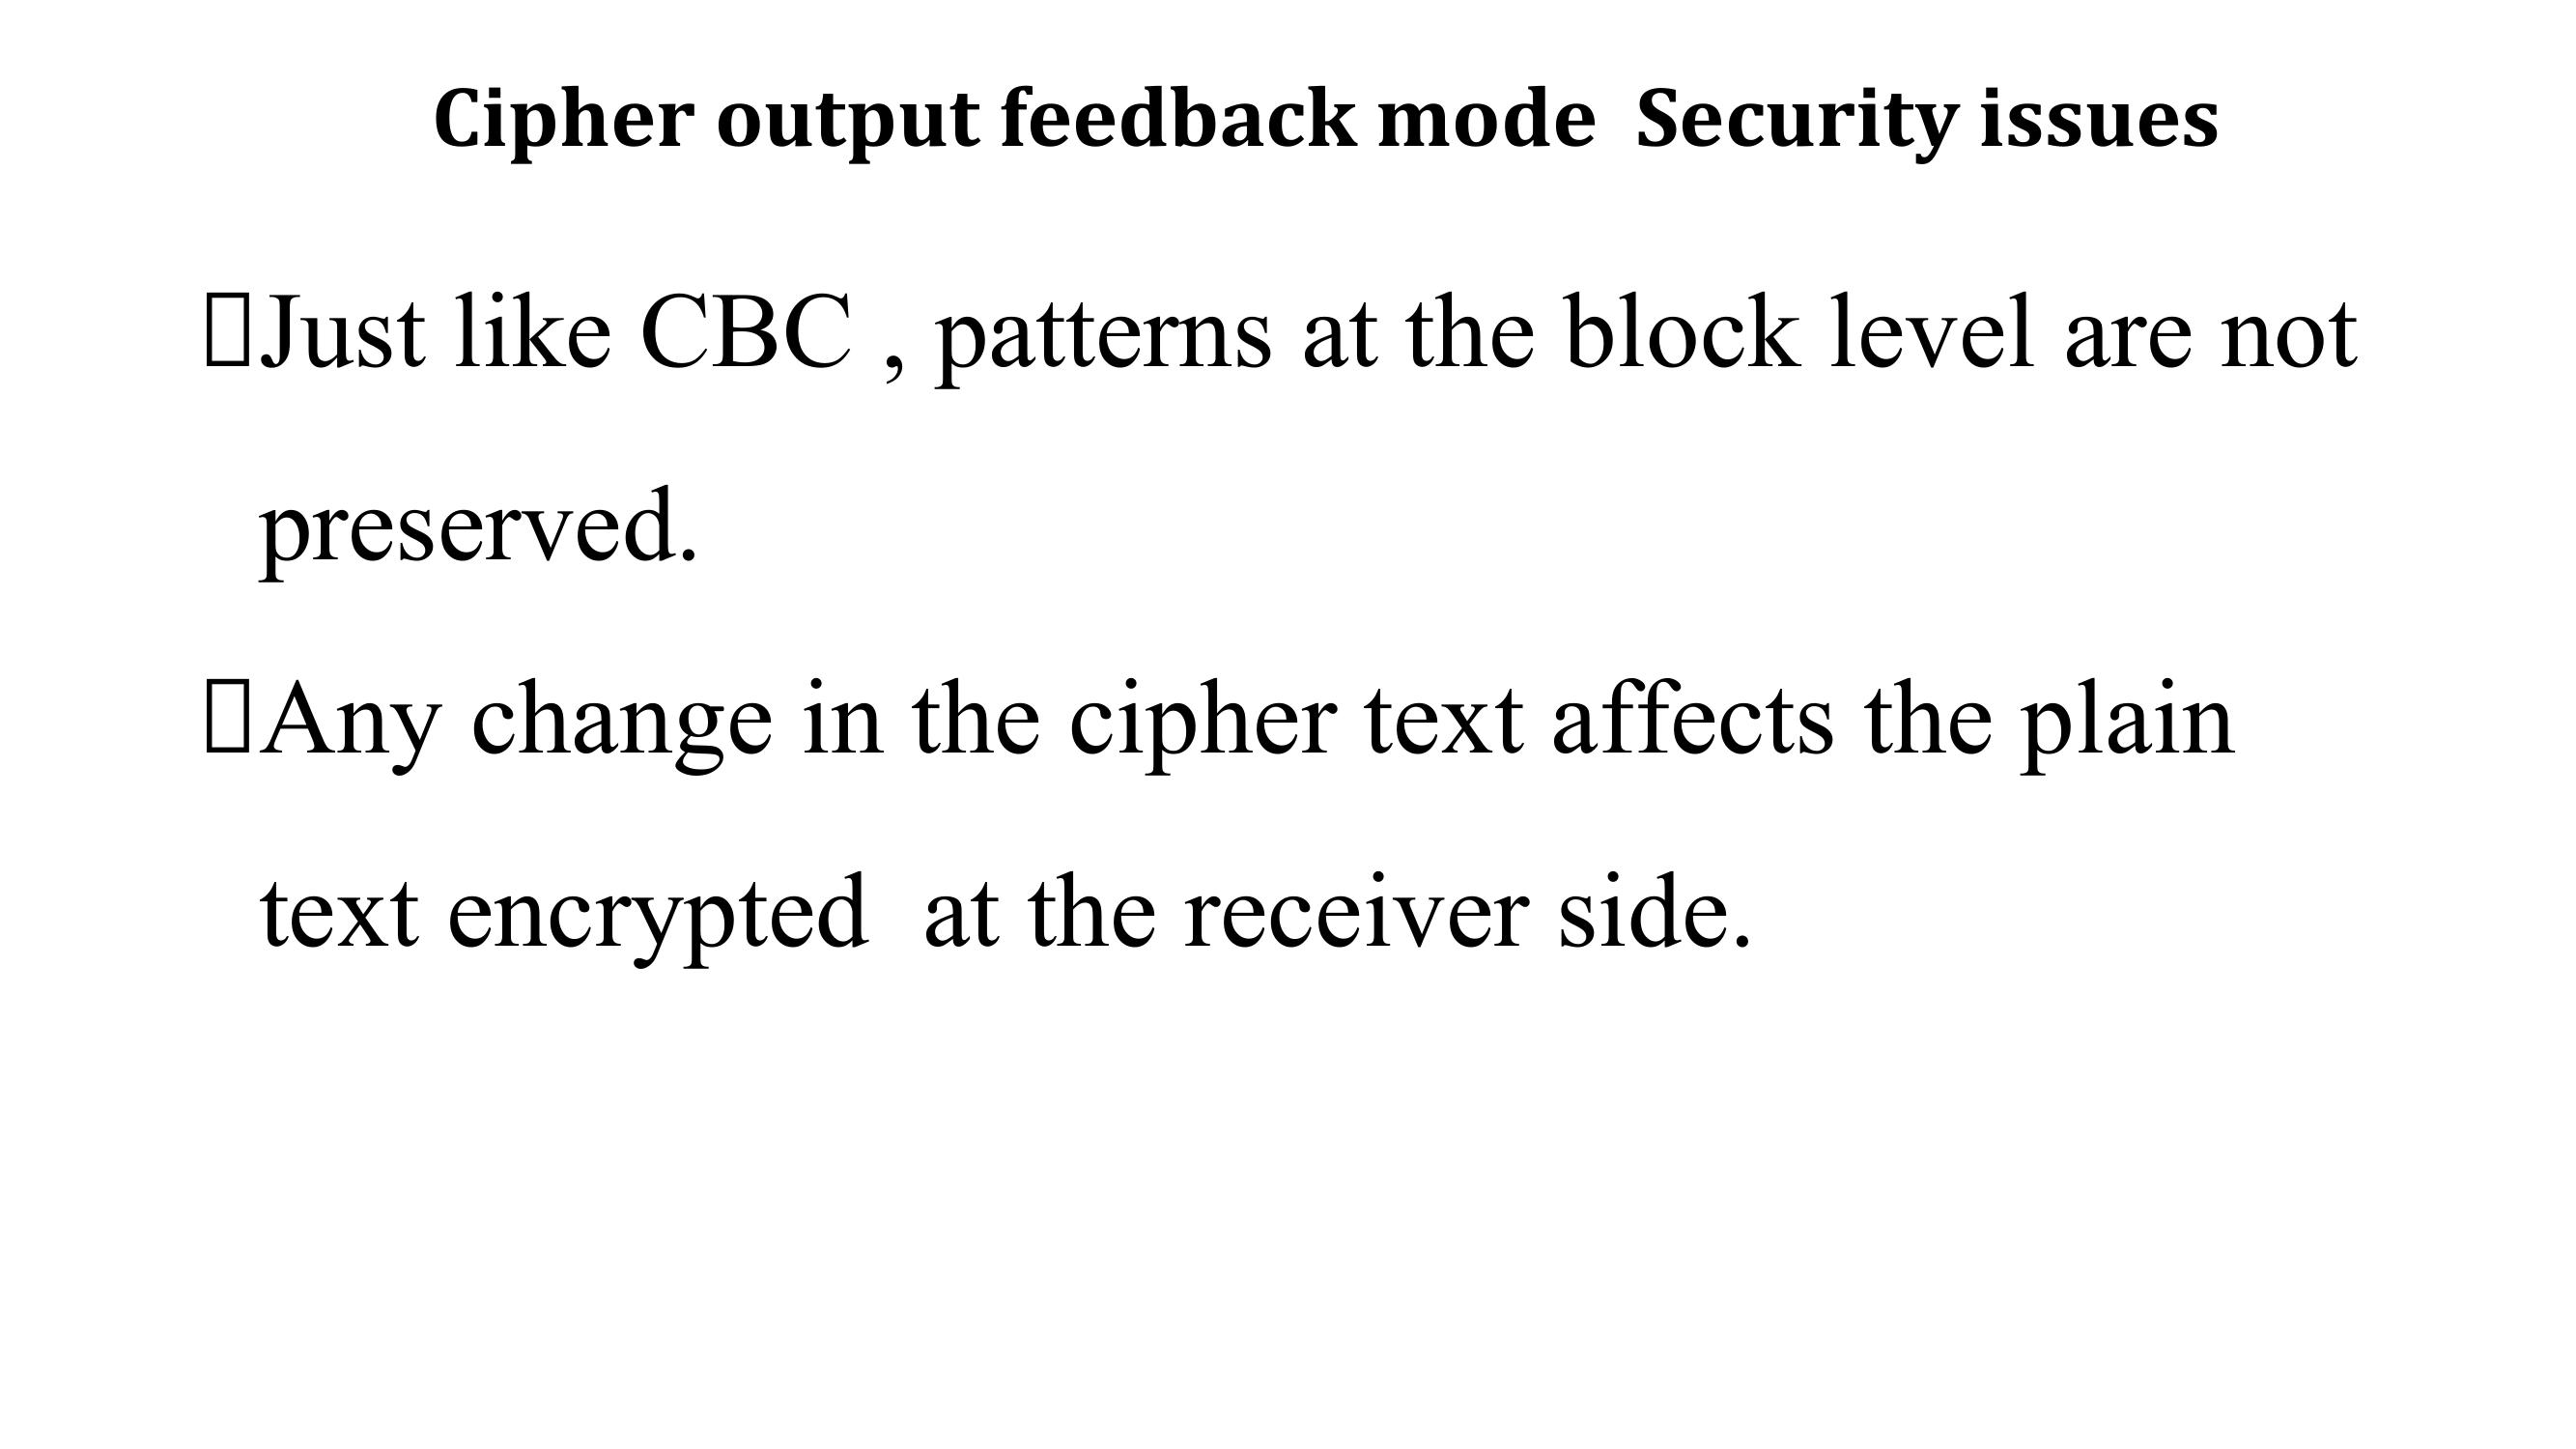 Cipher output feedback mode  Security issues
Just like CBC , patterns at the block level are not
preserved.
Any change in the cipher text affects the plain
text encrypted  at the receiver side.